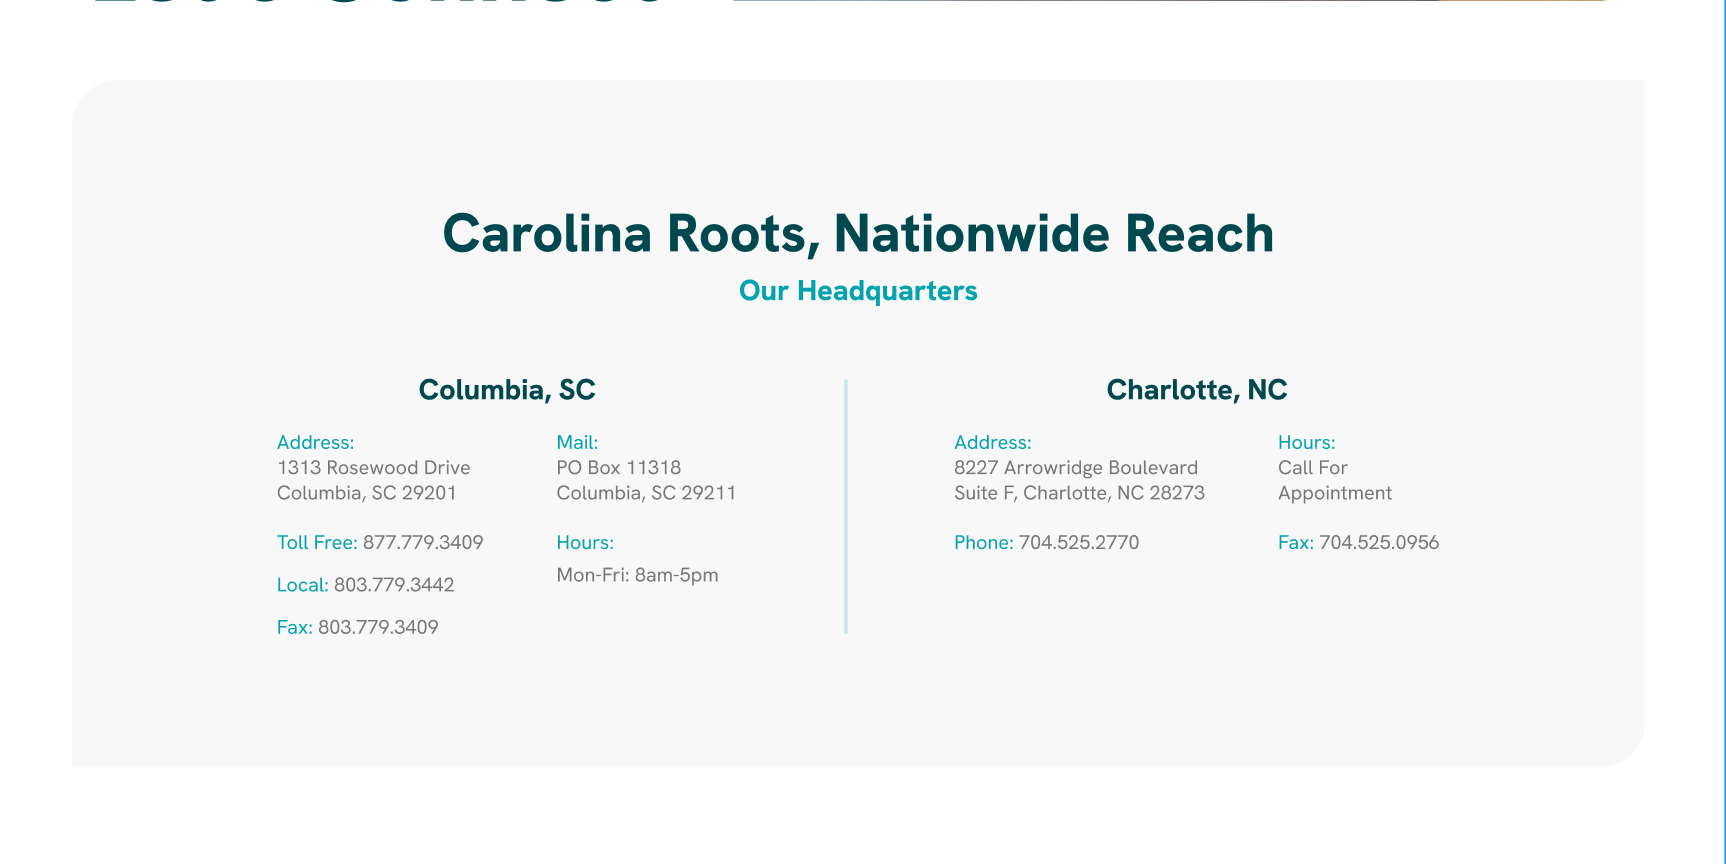 Carolina Roots, Nationwide Reach
Our Headquarters
Columbia, SC
Address:
1313 Rosewood Drive
Columbia, SC 29201
Toll Free: 877.779.3409
Local: 803.779.3442
Fax: 803.779.3409
Mail:
PO Box 11318
Columbia, SC 29211
Hours:
Mon-Fri: 8am-5pm
Charlotte, NC
Address:
8227 Arrowridge Boulevard
Suite F, Charlotte, NC 28273
Phone: 704.525.2770
Hours:
Call For
Appointment
Fax: 704.525.0956